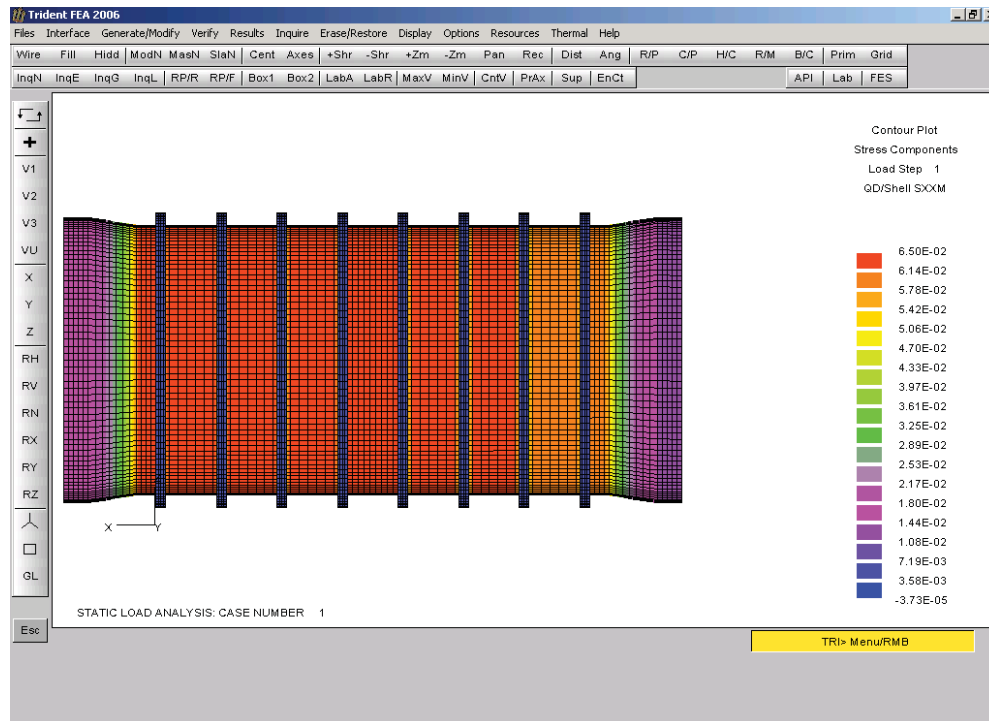 Trident FEA 2006
Files Interface Generate/Modify Verify Results Inquire Erase/Restore Display Options Resources Thermal Help
Wire Fill Hidd ModN MasN SlaN Cent Axes +Shr -Shr +Zm -Zm Pan Rec Dist Ang R/P C/P H/C R/M B/C Prim Grid
InqN InqE InqG InqL RP/R RP/F Box1 Box2 LabA LabR MaxV MinV CntV PrAx Sup EnCt API Lab FES
V1
V2
V3
VU
X
Y
Z
RH
RV
RN
RX
RY
RZ
GL
Esc
Contour Plot
Stress Components
Load Step 1
QD/Shell SXXM
6.50E-02
6.14E-02
5.78E-02
5.42E-02
5.06E-02
4.70E-02
4.33E-02
3.97E-02
3.61E-02
3.25E-02
2.89E-02
2.53E-02
2.17E-02
1.80E-02
1.44E-02
1.08E-02
7.19E-03
3.58E-03
-3.73E-05
X Y
STATIC LOAD ANALYSIS: CASE NUMBER 1
TRI> Menu/RMB